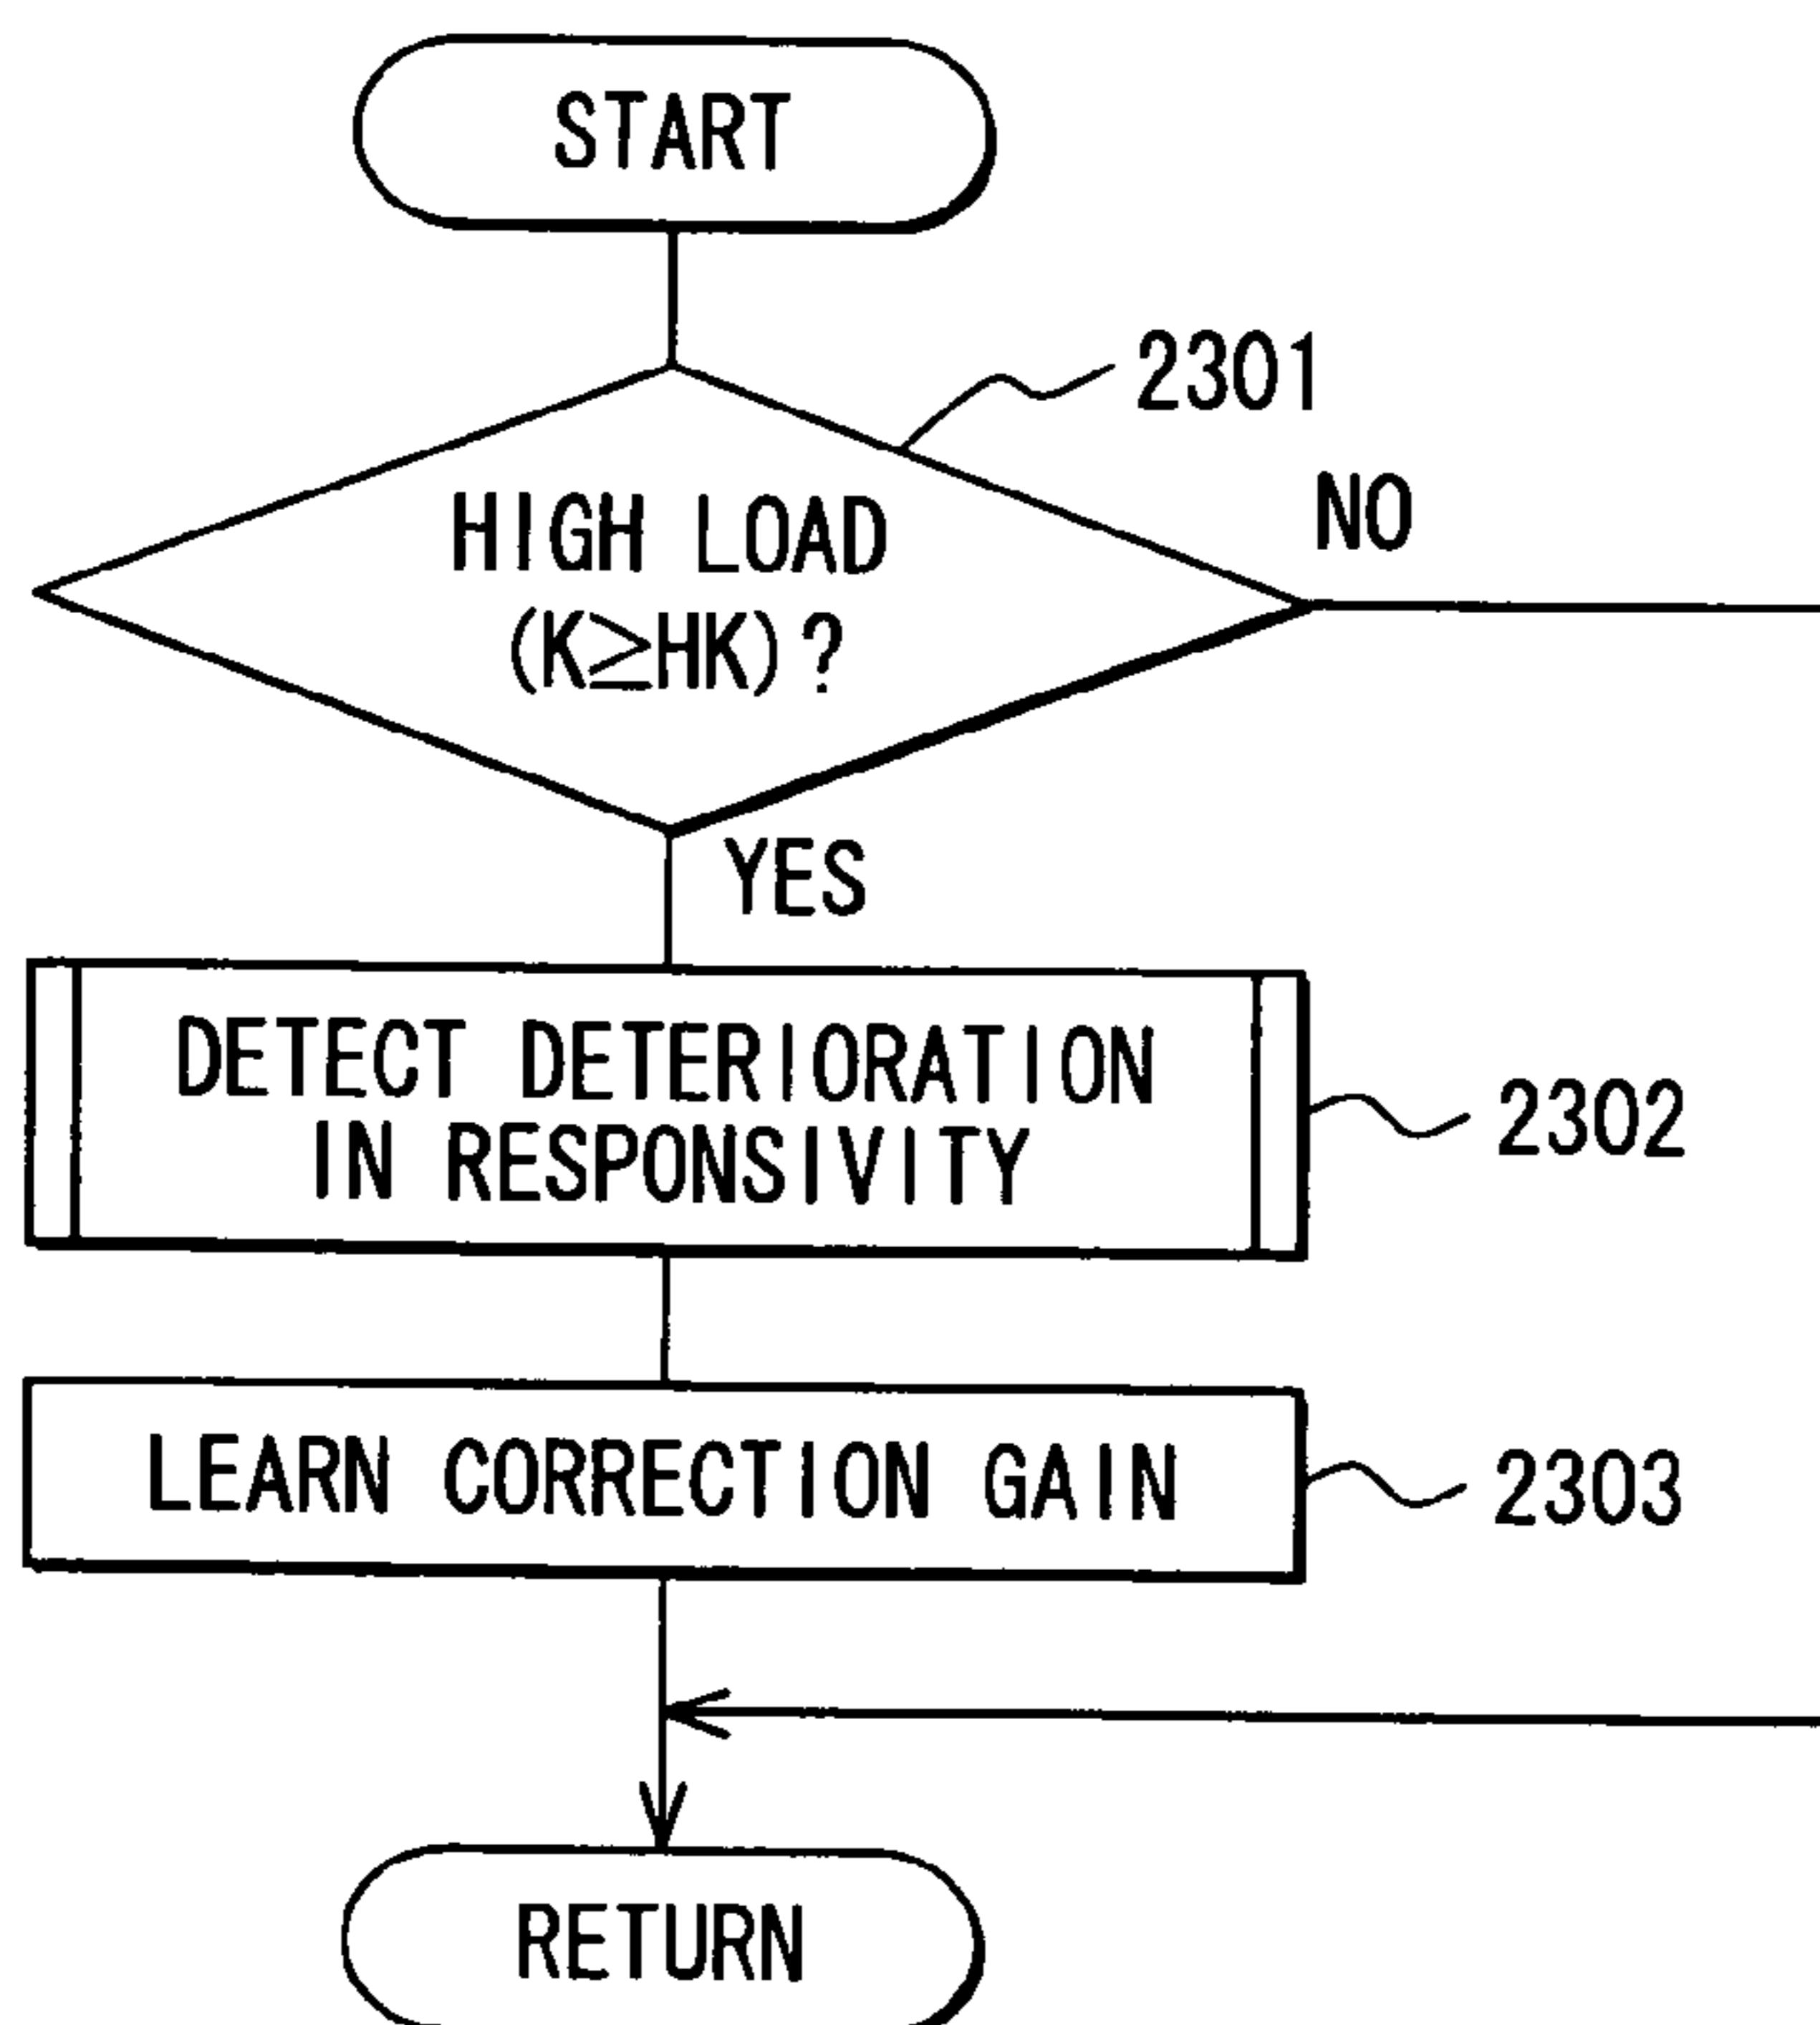 START
2301
HIGH LOAD
(K≥HK)?
NO
YES
DETECT DETERIORATION
IN RESPONSIVITY
2302
LEARN CORRECTION GAIN
2303
RETURN